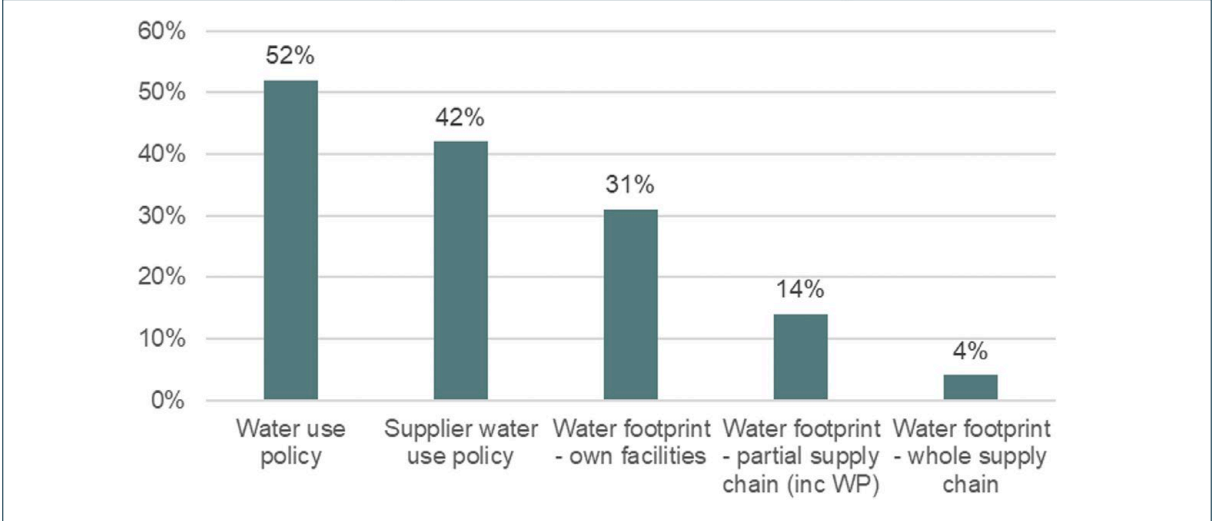 60%
52%
50%
42%
40%
31%
30%
20%
14%
10%
4%
0%
Water use policy
Supplier water use policy
Water footprint - own facilities
Water footprint - partial supply chain (inc WP)
Water footprint - whole supply chain